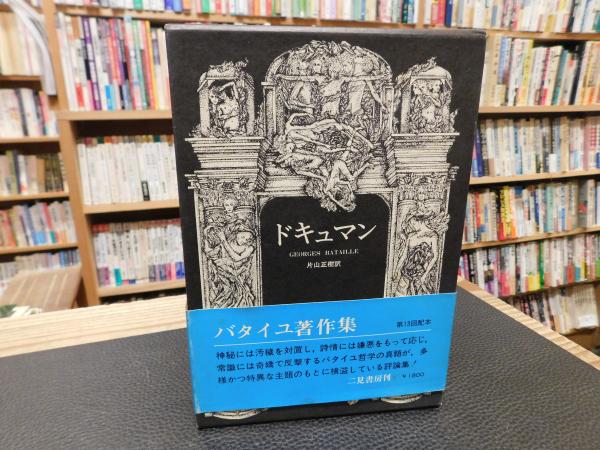 ドキュマン
GEORGES BATAILLE
片山正樹訳
バタイユ著作集
第13回配本
神秘には汚穢を対置し，詩情には嫌悪をもって応じ，
常識には奇矯で反撃するバタイユ哲学の真髄が，多
様かつ特異な主題のもとに横溢している評論集！
二見書房刊
￥1800